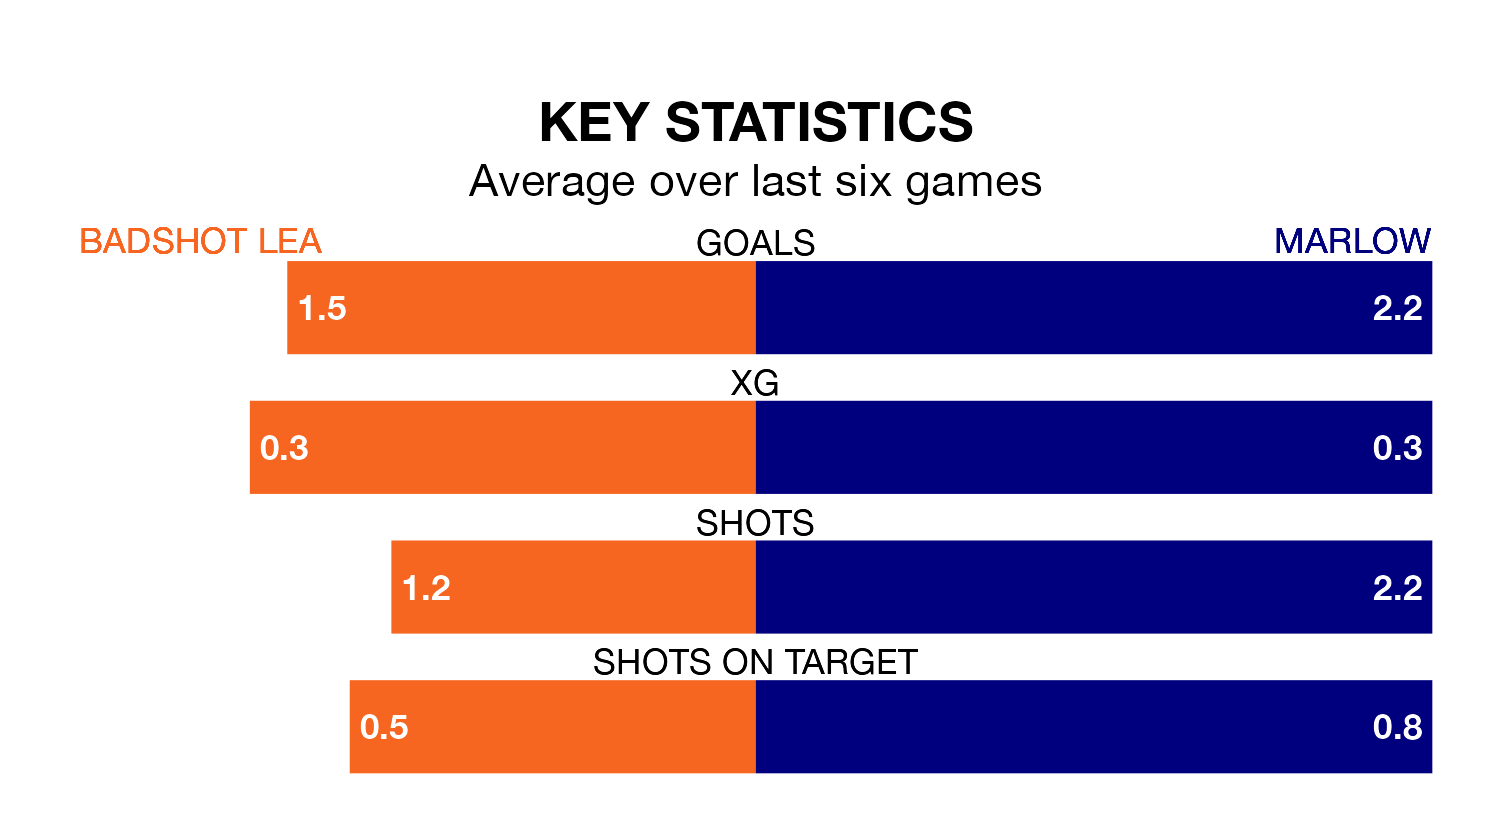 KEY STATISTICS
Average over last six games
BADSHOT LEA GOALS MARLOW
1.5 2.2
XG
0.3 0.3
SHOTS
1.2 2.2
SHOTS ON TARGET
0.5 0.8